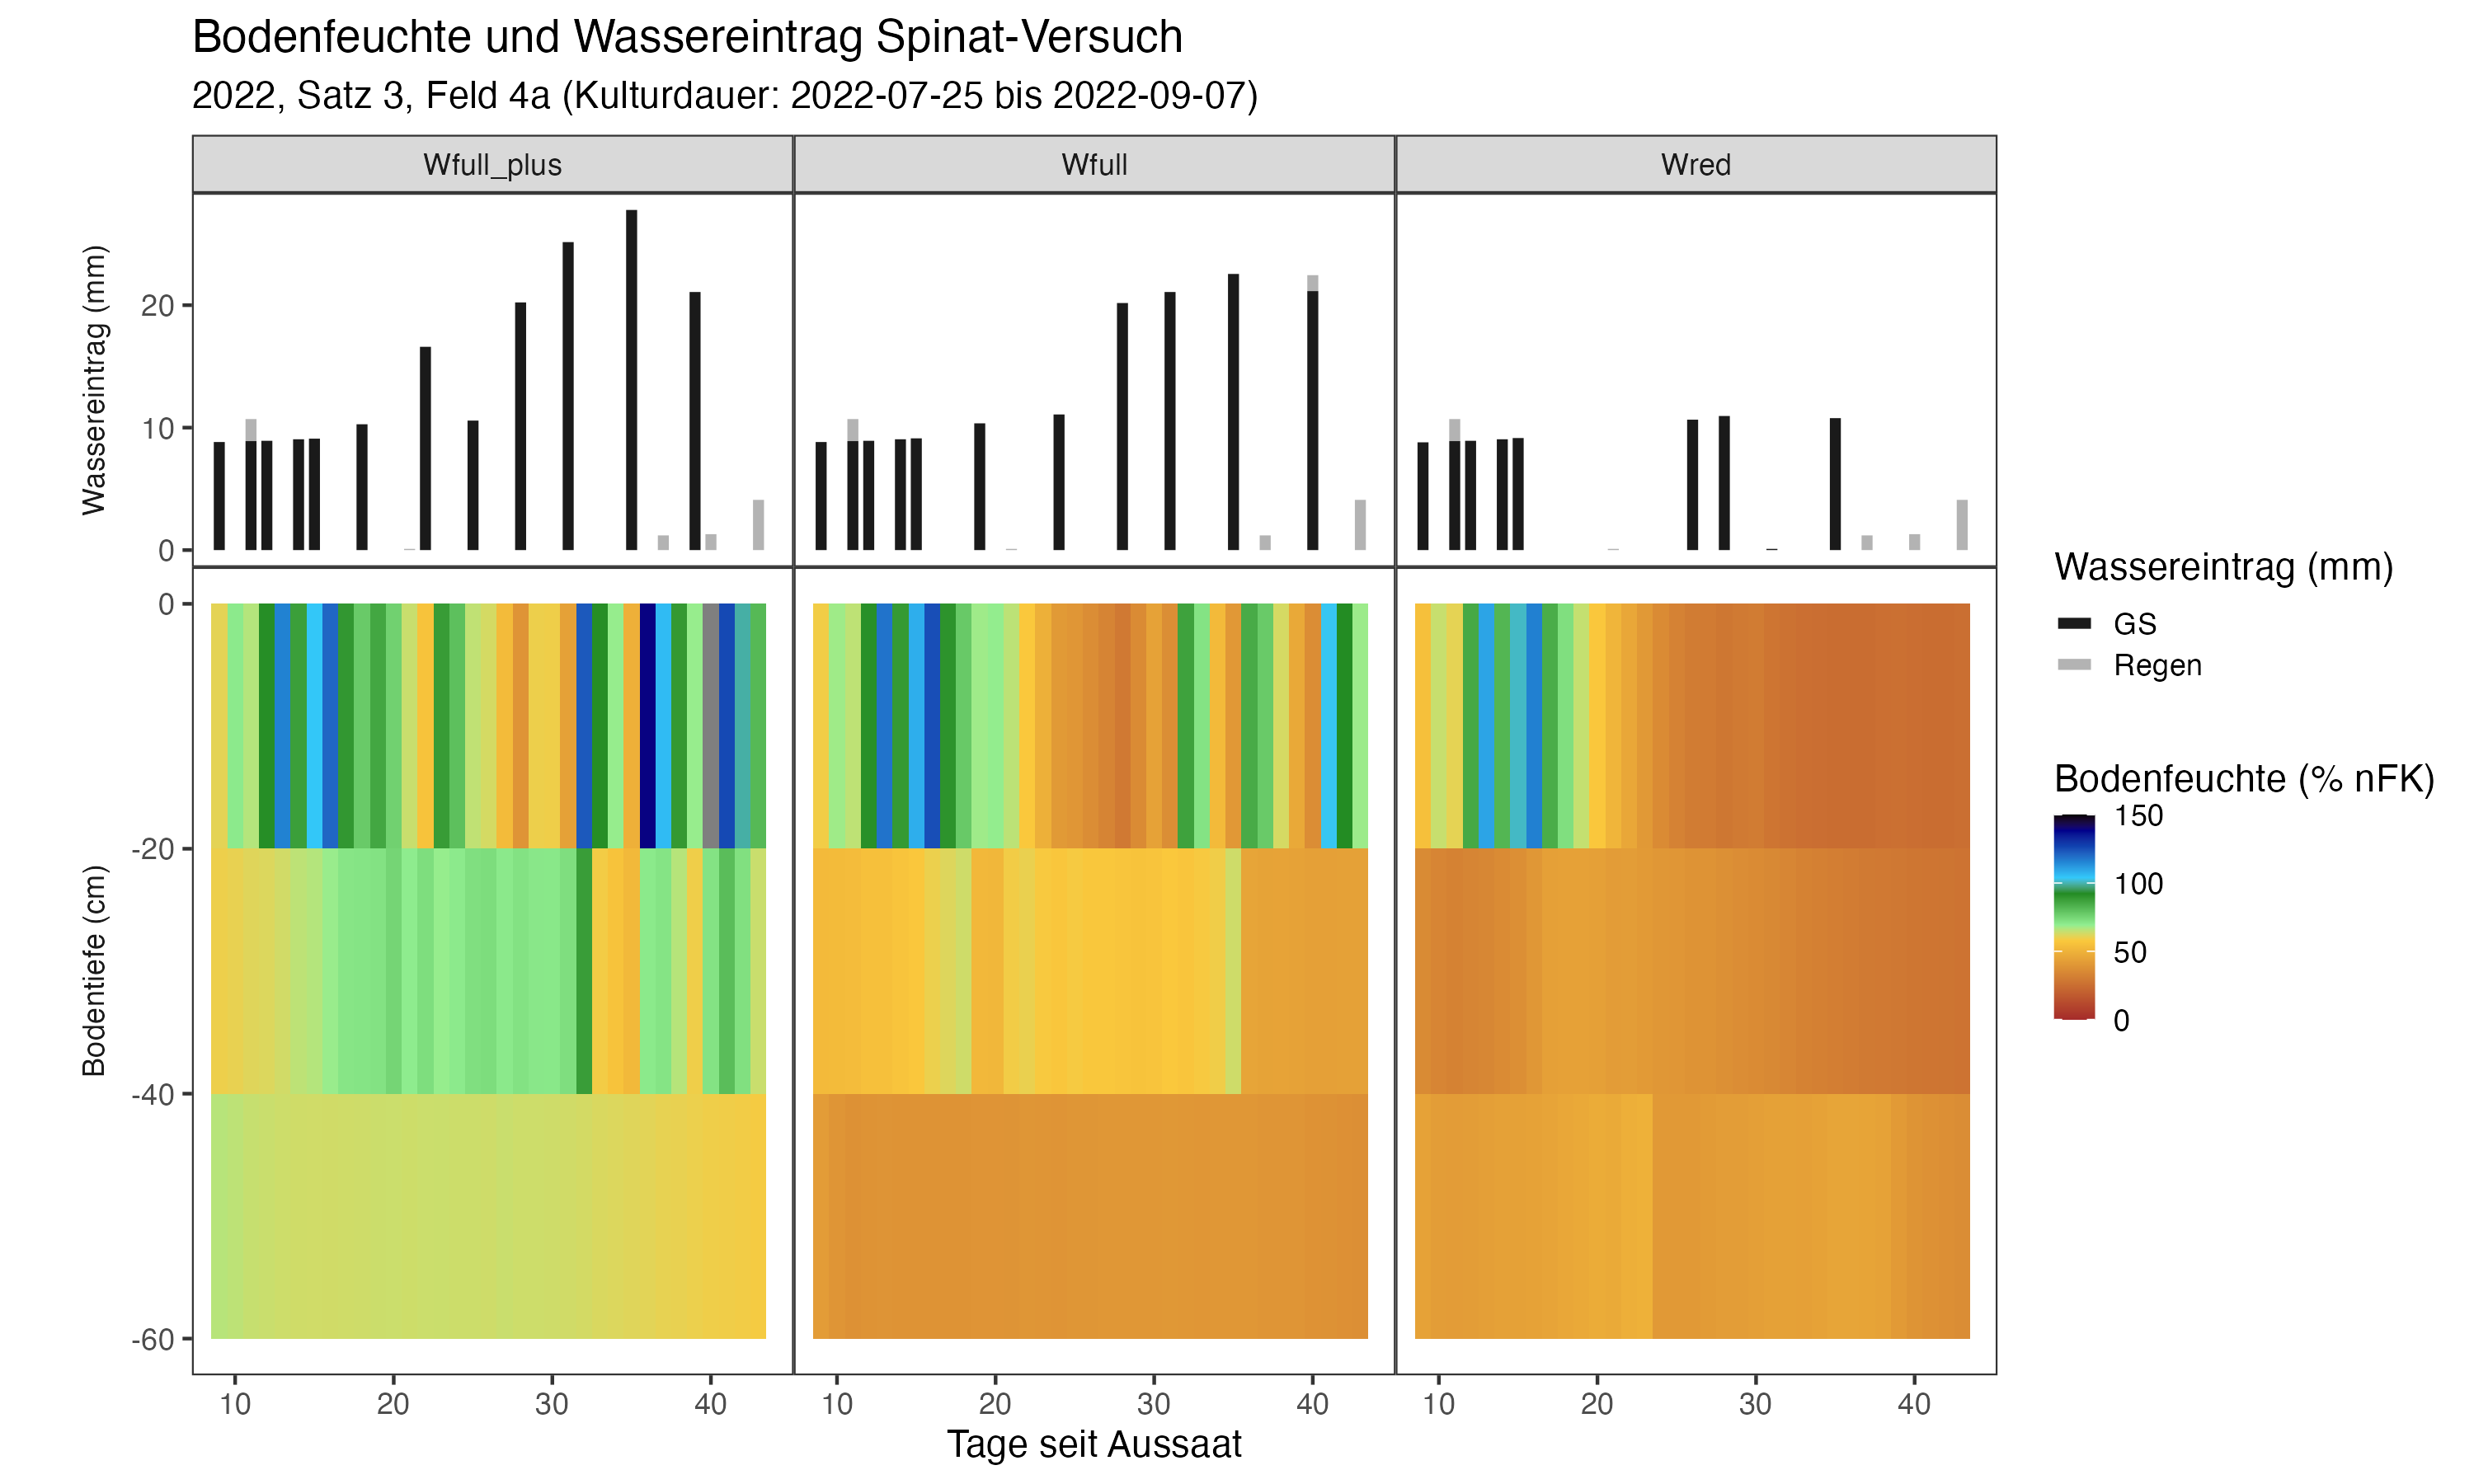 Bodenfeuchte und Wassereintrag Spinat-Versuch
2022, Satz 3, Feld 4a (Kulturdauer: 2022-07-25 bis 2022-09-07)
Wfull_plus Wfull Wred
Wassereintrag (mm)
20
10
0
Bodentiefe (cm)
0
-20
-40
-60
10 20 30 40 10 20 30 40 10 20 30 40
Tage seit Aussaat
Wassereintrag (mm)
GS
Regen
Bodenfeuchte (% nFK)
150
100
50
0